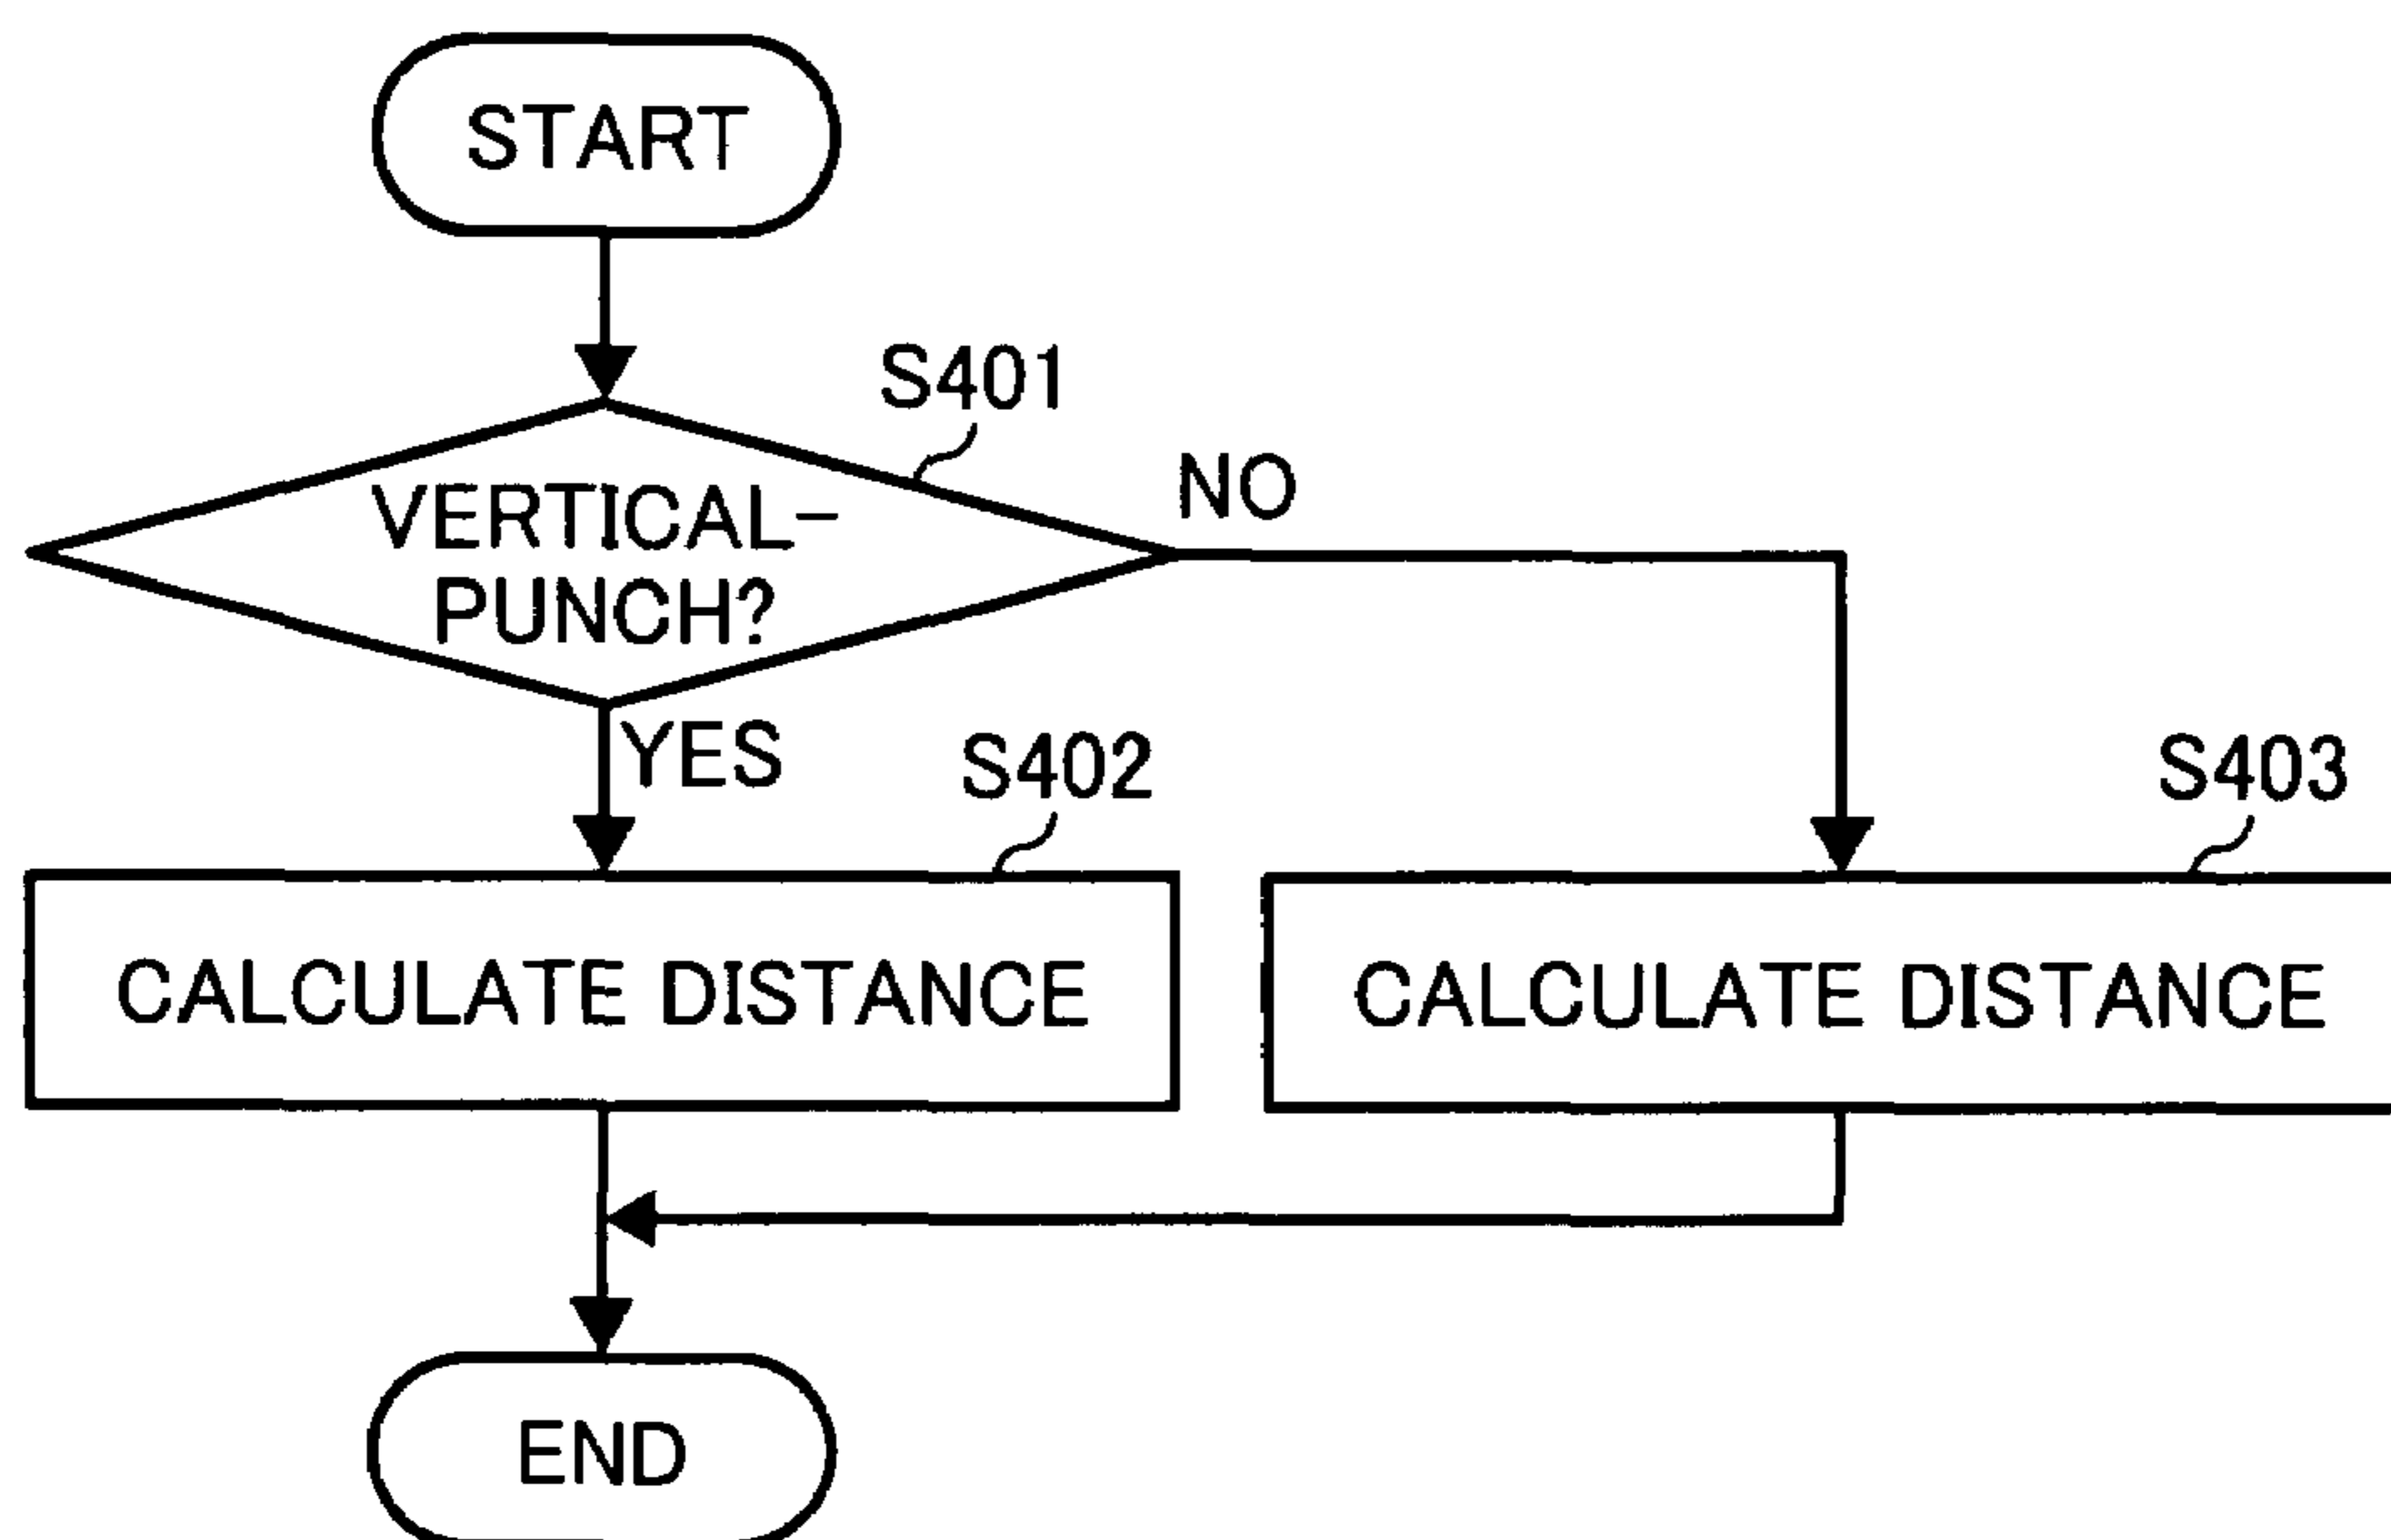 START
S401
VERTICAL-
PUNCH?
NO
YES
S402
S403
CALCULATE DISTANCE
CALCULATE DISTANCE
END